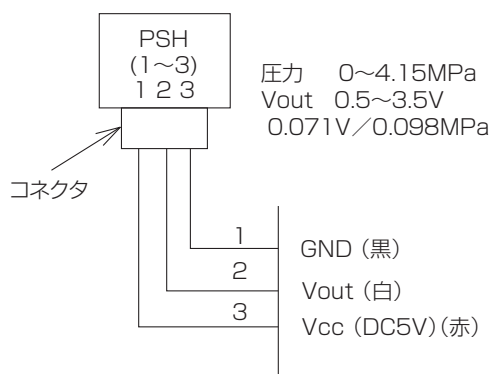 PSH
(1～3)
1 2 3
圧力 0～4.15MPa
Vout 0.5～3.5V
0.071V／0.098MPa
コネクタ
1
GND（黒）
2
Vout（白）
3
Vcc（DC5V）（赤）